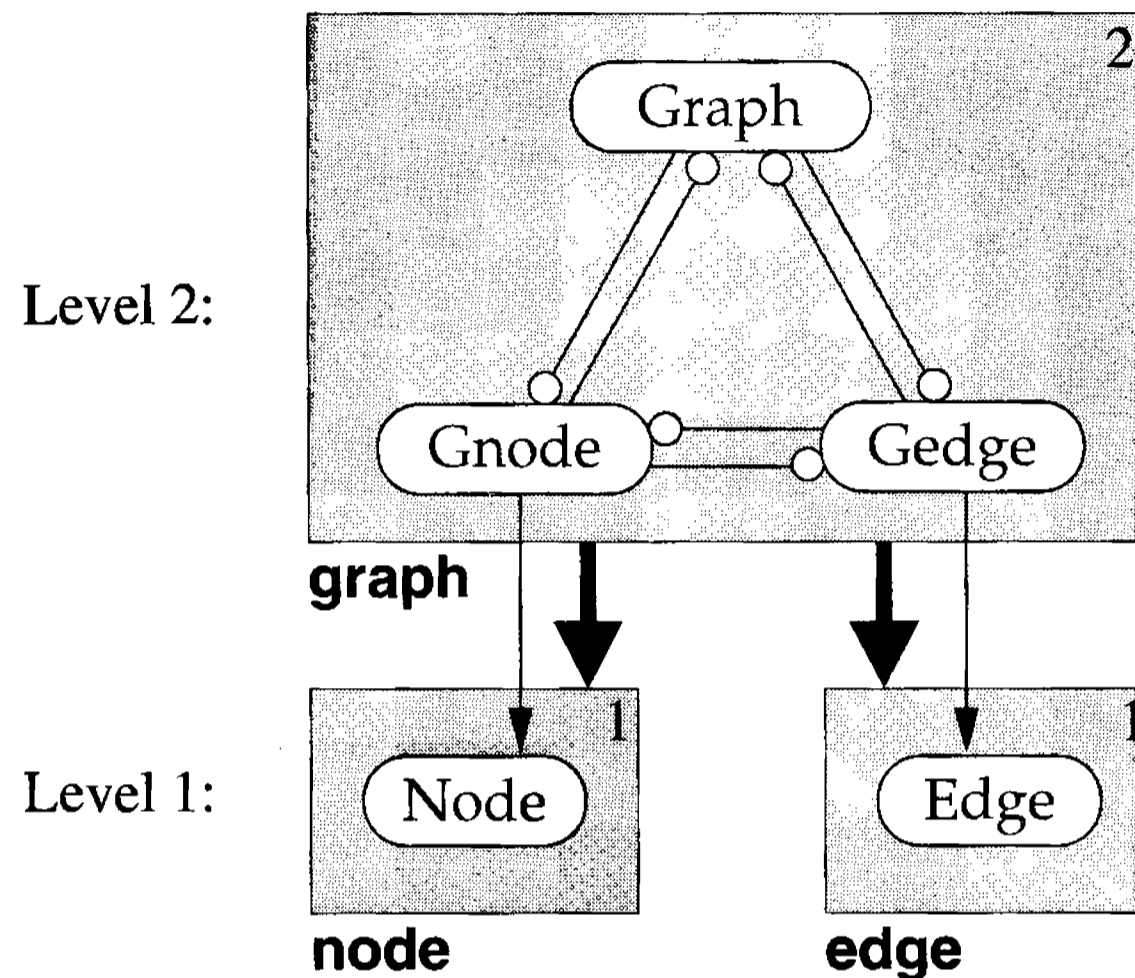 2
Graph
Level 2:
Gnode
Gedge
graph
1
1
Level 1:
Node
Edge
node
edge